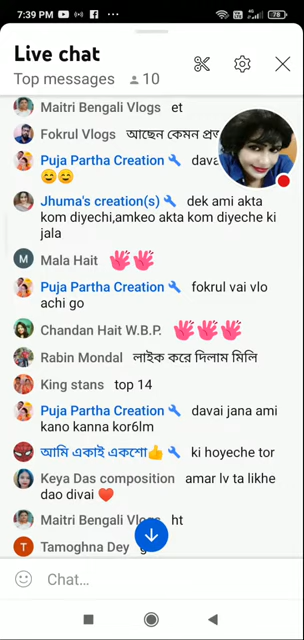 7:39 PM
78
Live chat
Top messages 10
Maitri Bengali Vlogs et
Fokrul Vlogs আছেন কেমন
Puja Partha Creation
😊😊
Jhuma's creation(s) dek ami akta
kom diyechi,amkeo akta kom diyeche ki
jala
M Mala Hait 👋👋
Puja Partha Creation fokrul vai vlo
achi go
Chandan Hait W.B.P. 👋👋👋
Rabin Mondal লাইক করে দিলাম মিলি
King stans top 14
Puja Partha Creation davai jana ami
kano kanna kor6lm
আমি একাই একশো👍 ki hoyeche tor
Keya Das composition amar lv ta likhe
dao divai ♥️
Maitri Bengali Vlogs ht
T Tamoghna Dey
Chat...